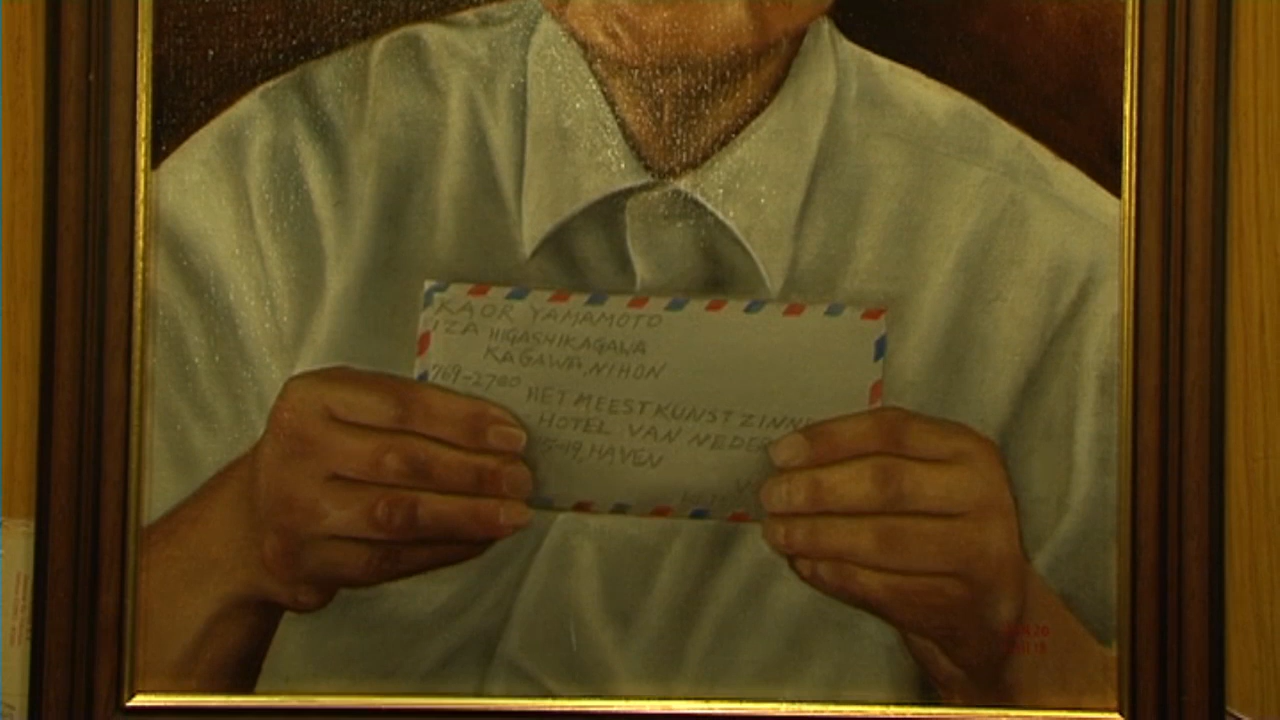 KAOR YAMAMOTO
IZA HIGASHIKAGAWA
KAGAWA, NIHON
769-2700
HET MEEST KUNSTZINN
HOTEL VAN NEDER
HAVEN